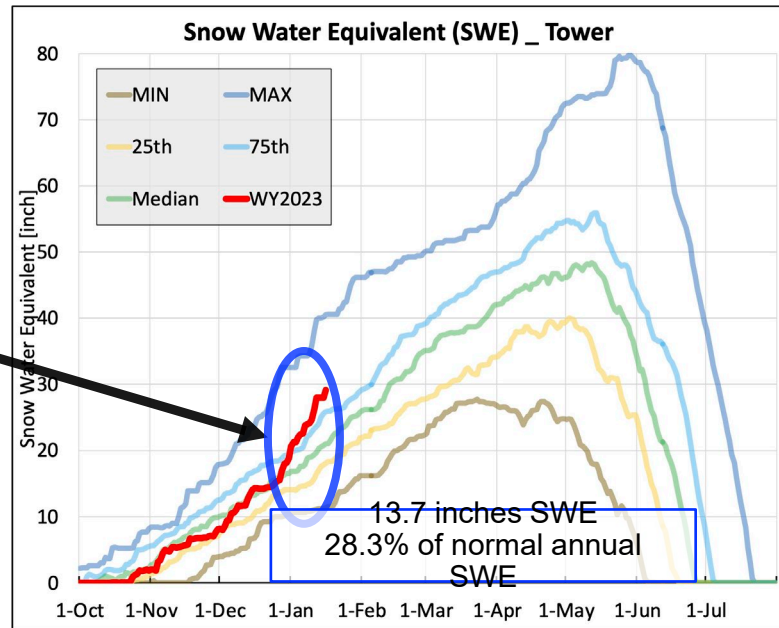 Snow Water Equivalent (SWE) _ Tower
Snow Water Equivalent [inch]
80
70
60
50
40
30
20
10
0
MIN
MAX
25th
75th
Median
WY2023
13.7 inches SWE
28.3% of normal annual
SWE
1-Oct 1-Nov 1-Dec 1-Jan 1-Feb 1-Mar 1-Apr 1-May 1-Jun 1-Jul